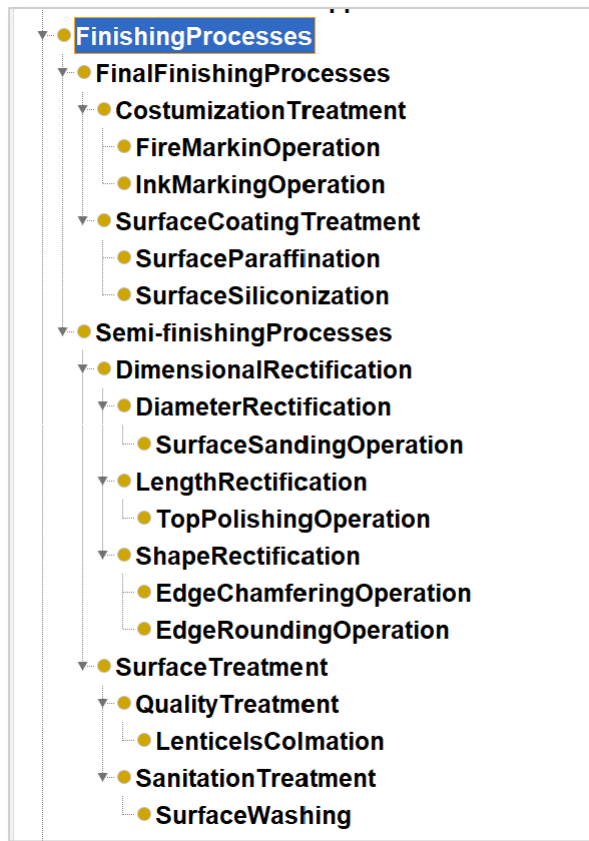 FinishingProcesses
FinalFinishingProcesses
CostumizationTreatment
FireMarkinOperation
InkMarkingOperation
SurfaceCoatingTreatment
SurfaceParaffination
SurfaceSiliconization
Semi-finishingProcesses
DimensionalRectification
DiameterRectification
SurfaceSandingOperation
LengthRectification
TopPolishingOperation
ShapeRectification
EdgeChamferingOperation
EdgeRoundingOperation
SurfaceTreatment
QualityTreatment
LenticelsColmation
SanitationTreatment
SurfaceWashing